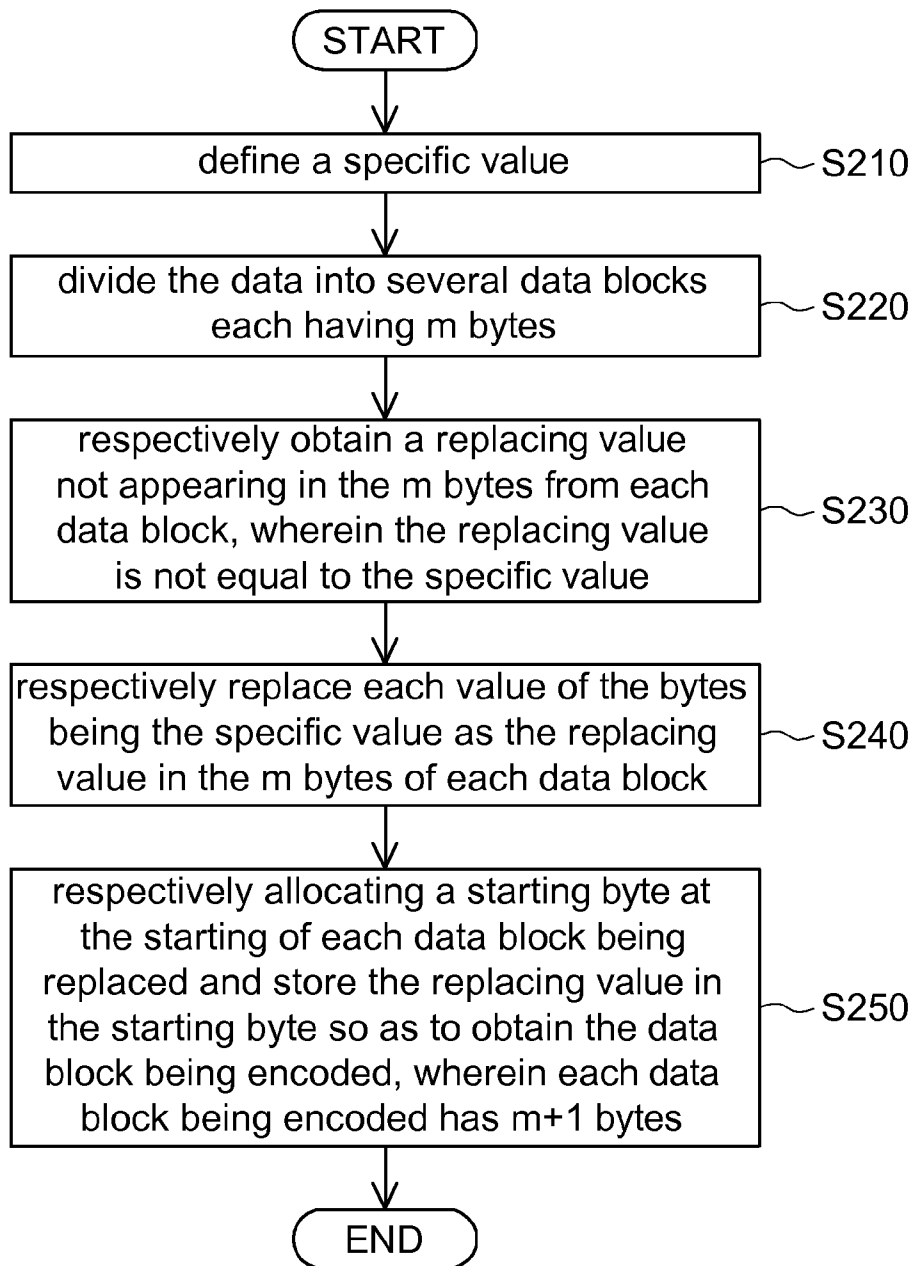 START
define a specific value
S210
divide the data into several data blocks
each having m bytes
S220
respectively obtain a replacing value
not appearing in the m bytes from each
data block, wherein the replacing value
is not equal to the specific value
S230
respectively replace each value of the bytes
being the specific value as the replacing
value in the m bytes of each data block
S240
respectively allocating a starting byte at
the starting of each data block being
replaced and store the replacing value in
the starting byte so as to obtain the data
block being encoded, wherein each data
block being encoded has m+1 bytes
S250
END